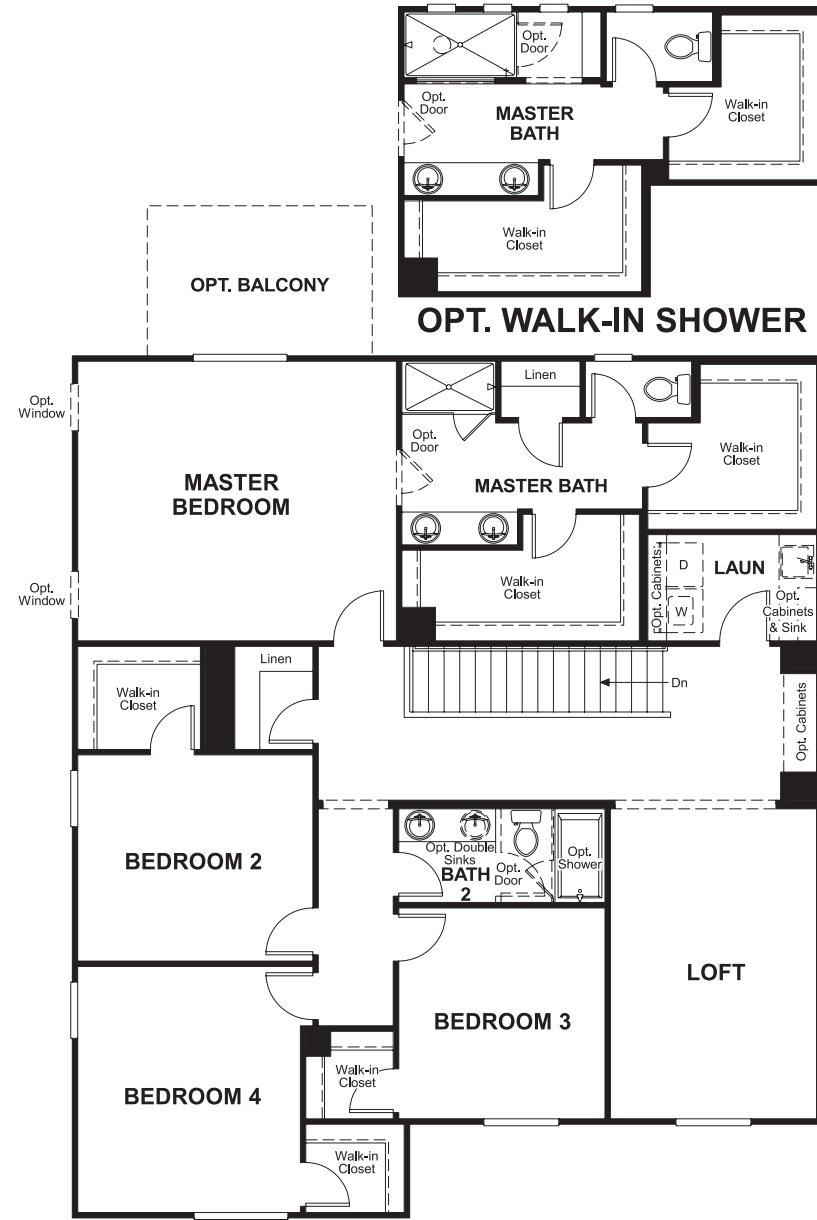 Opt.
Door
Opt.
Door
MASTER
BATH
Walk-in
Closet
Walk-in
Closet
OPT. BALCONY
OPT. WALK-IN SHOWER
Opt.
Window
Linen
Opt.
Door
Walk-in
Closet
MASTER
BEDROOM
MASTER BATH
Opt.
Window
Walk-in
Closet
Opt. Cabinets
D
W
LAUN
Opt.
Cabinets
& Sink
Linen
Walk-in
Closet
Dn
Opt. Cabinets
BEDROOM 2
Opt. Double
Sinks
BATH
2
Opt.
Door
Opt.
Shower
LOFT
BEDROOM 3
Walk-in
Closet
BEDROOM 4
Walk-in
Closet